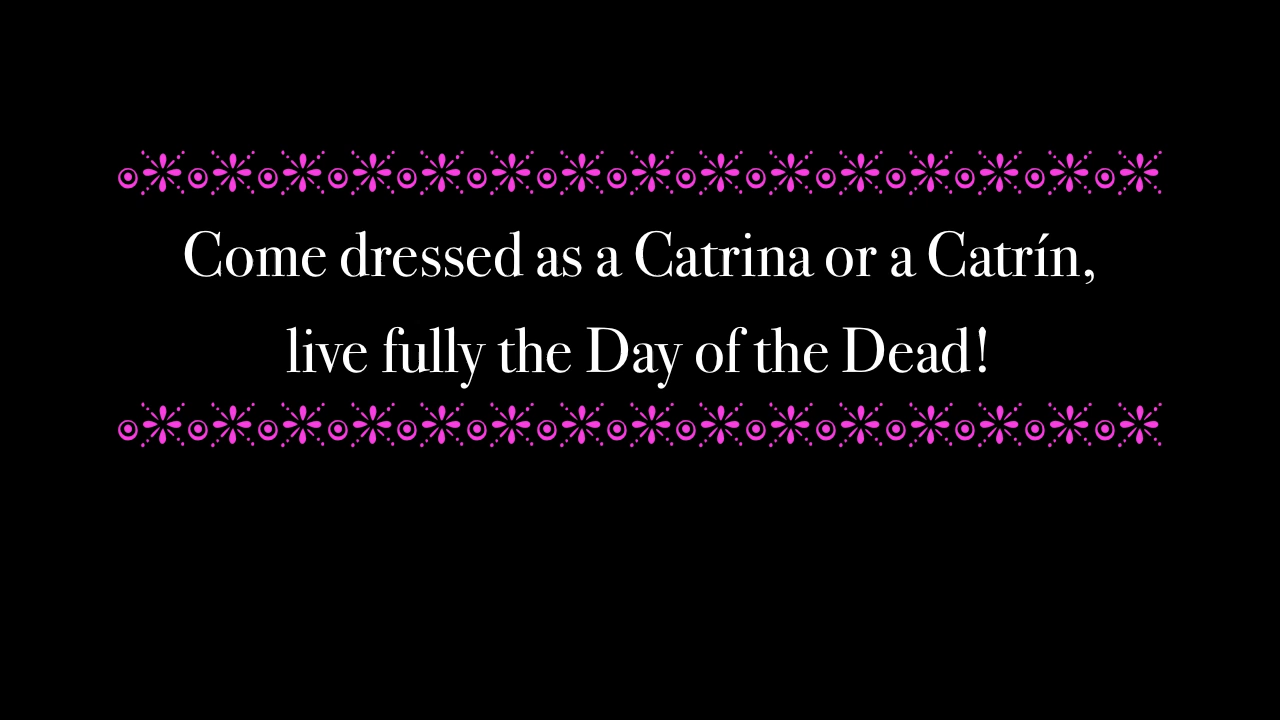 Come dressed as a Catrina or a Catrín,
live fully the Day of the Dead!